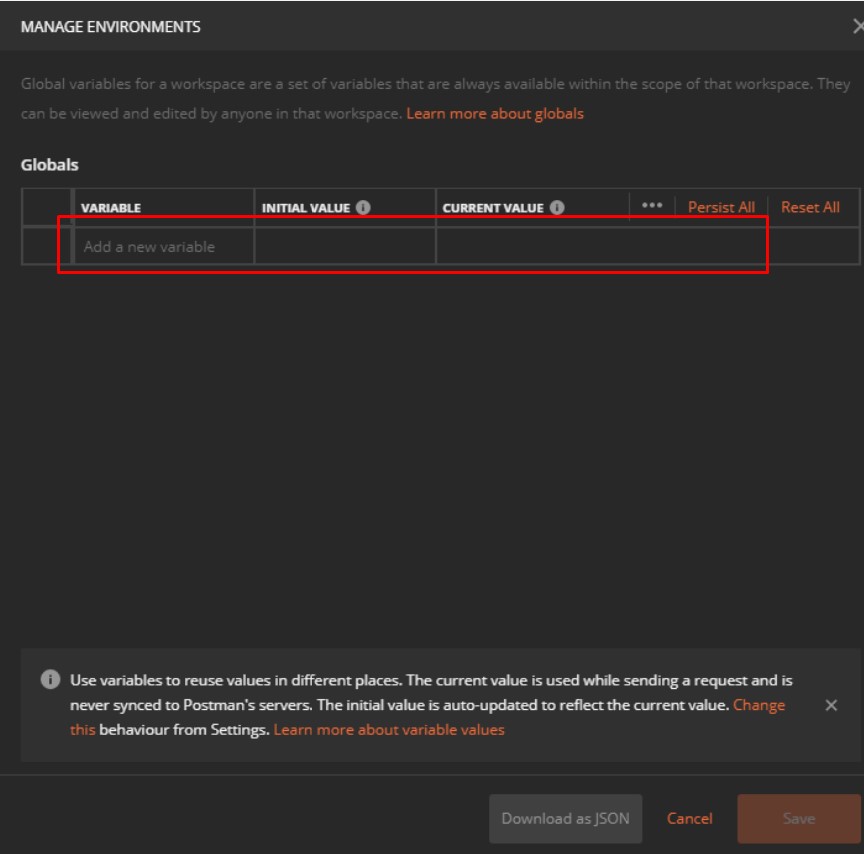 MANAGE ENVIRONMENTS
Global variables for a workspace are a set of variables that are always available within the scope of that workspace. They
can be viewed and edited by anyone in that workspace. Learn more about globals
Globals
VARIABLE INITIAL VALUE CURRENT VALUE ••• Persist All Reset All
Add a new variable
Use variables to reuse values in different places. The current value is used while sending a request and is
never synced to Postman's servers. The initial value is auto-updated to reflect the current value. Change
this behaviour from Settings. Learn more about variable values
Download as JSON Cancel Save